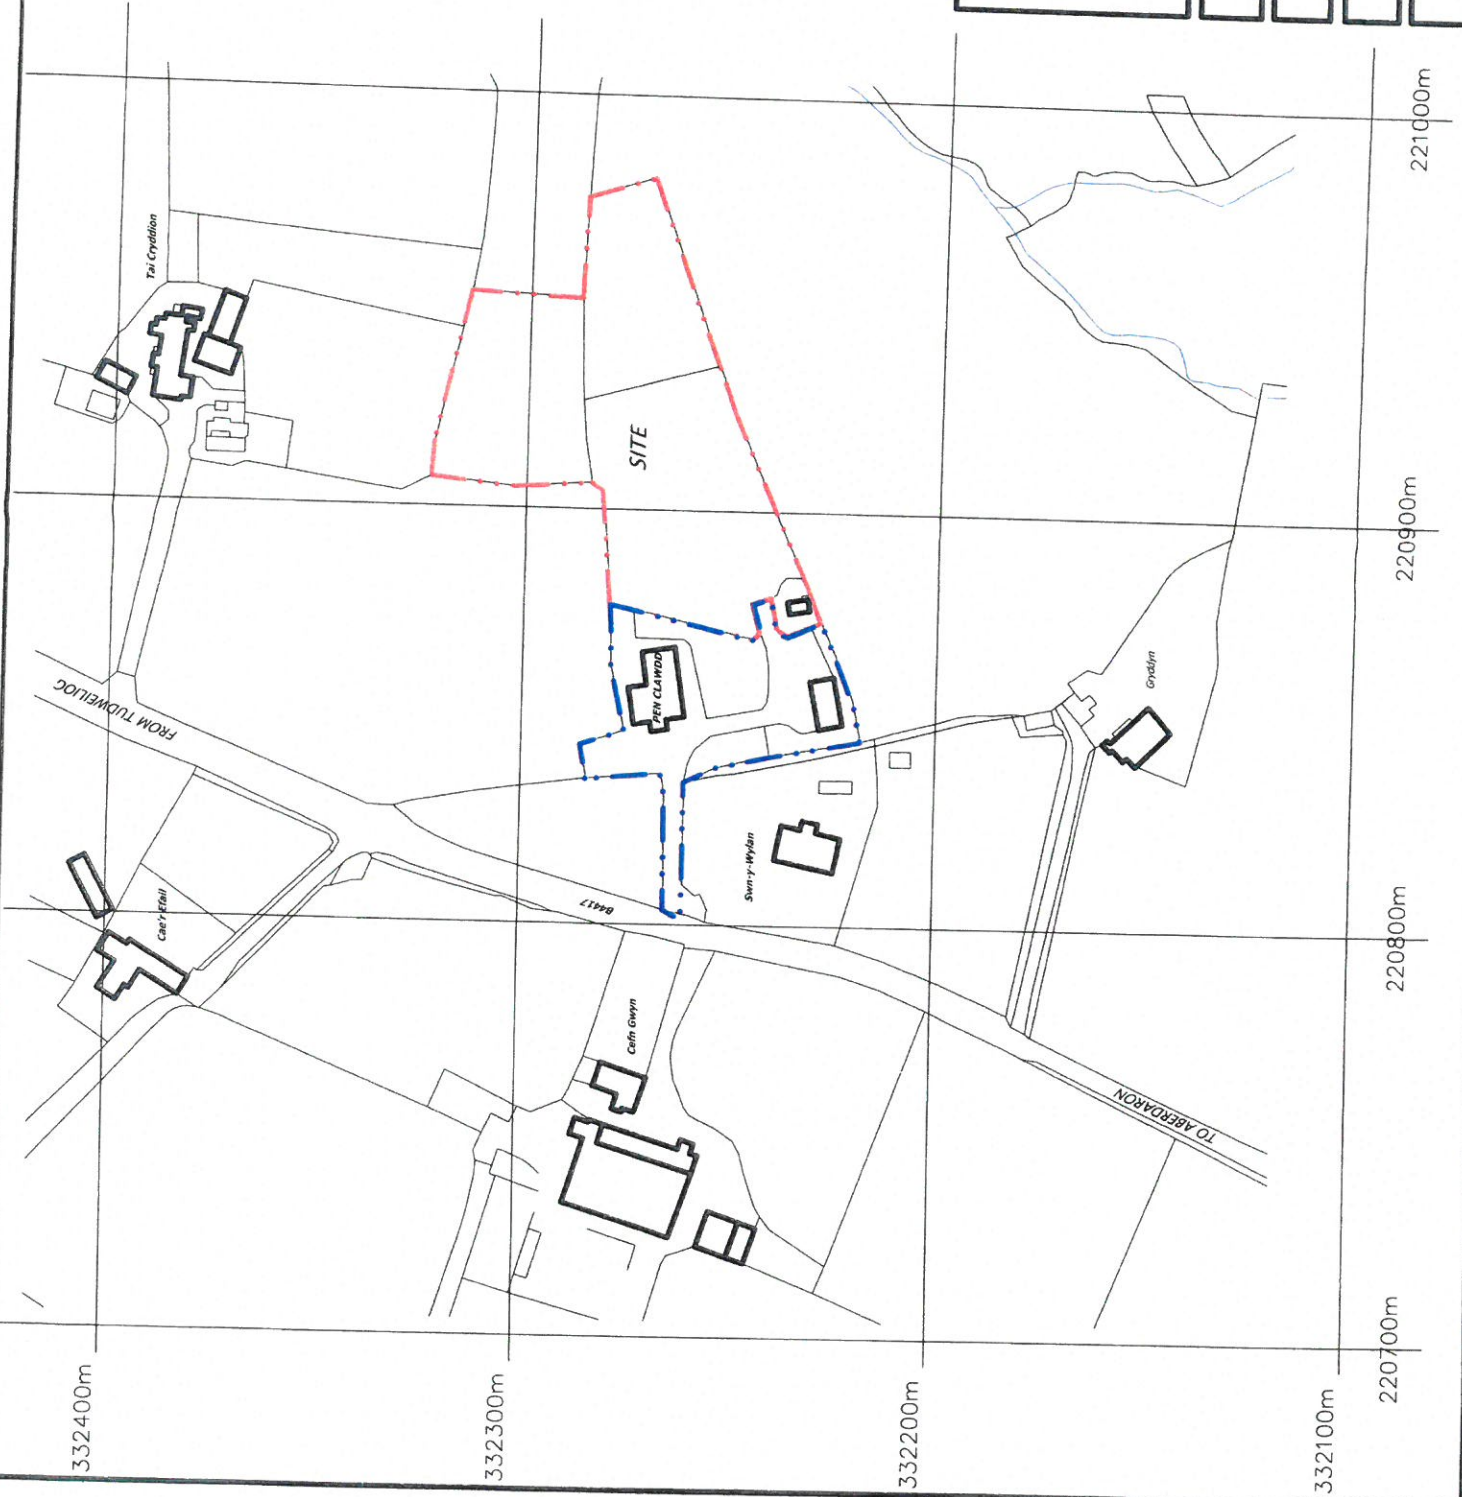 221000m
Tai Cryddion
SITE
220900m
FROM TUDWEILIOG
PEN CLAWDD
Gryddyn
Swn-y-Wylan
Cae'r Efail
B4417
220800m
Cefn Gwyn
TO ABERDARON
220700m
332400m
332300m
332200m
332100m